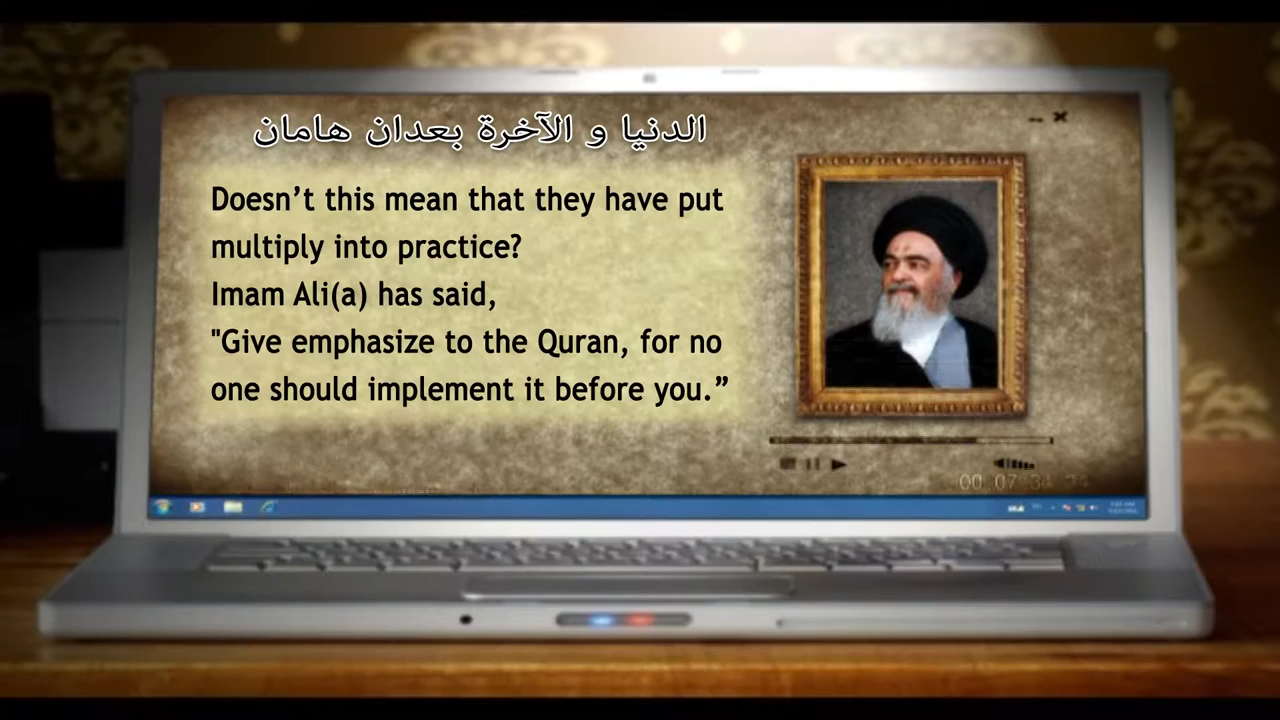 الدنيا و الآخرة بعدان هامان
Doesn’t this mean that they have put
multiply into practice?
Imam Ali(a) has said,
"Give emphasize to the Quran, for no
one should implement it before you.”